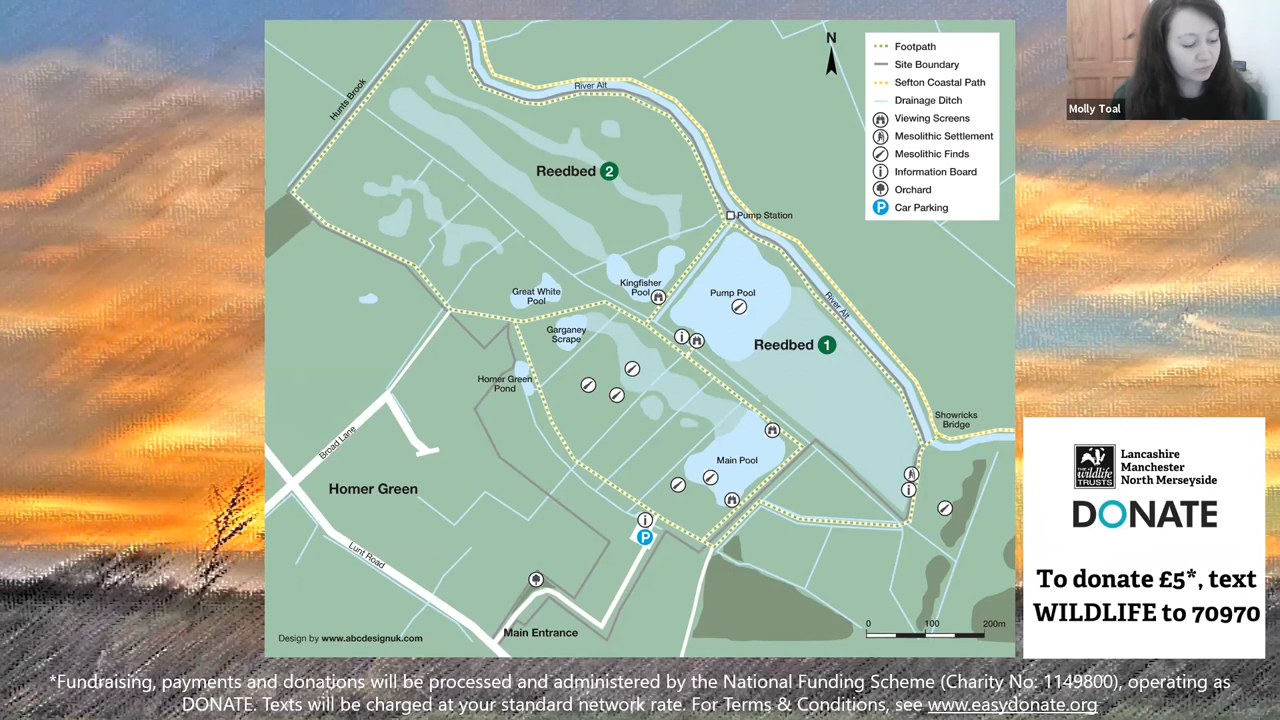 N
Footpath
Site Boundary
Sefton Coastal Path
Drainage Ditch
Viewing Screens
Mesolithic Settlement
Mesolithic Finds
Information Board
Orchard
P Car Parking
Molly Toal
Hunts Brook
River Alt
Reedbed 2
Pump Station
Kingfisher
Pool
Great White
Pool
Pump Pool
River Alt
Garganey
Scrape
Reedbed 1
Homer Green
Pond
Showricks
Bridge
Broad Lane
Main Pool
Homer Green
i
i
i
P
Lunt Road
Main Entrance
Design by www.abcdesignuk.com
0 100 200m
THE
wildlife
TRUSTS
Lancashire
Manchester
North Merseyside
DONATE
To donate £5*, text
WILDLIFE to 70970
*Fundraising, payments and donations will be processed and administered by the National Funding Scheme (Charity No: 1149800), operating as
DONATE. Texts will be charged at your standard network rate. For Terms & Conditions, see www.easydonate.org